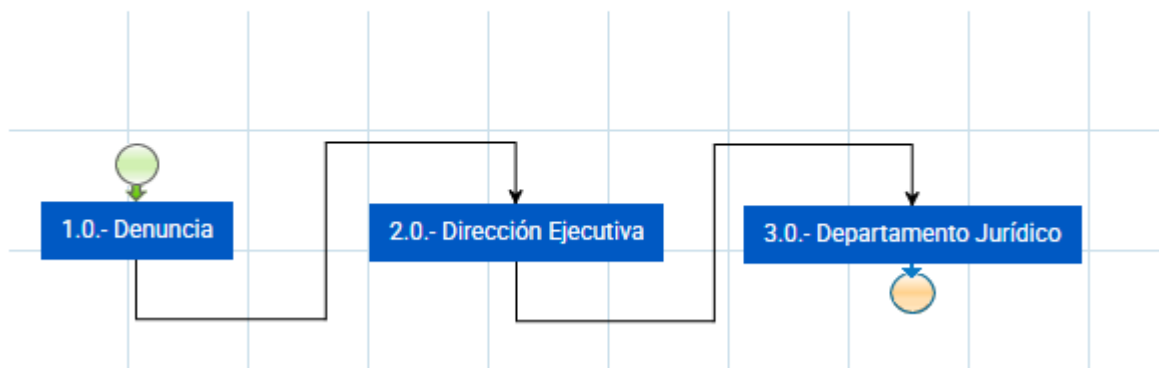 1.0.- Denuncia
2.0.- Dirección Ejecutiva
3.0.- Departamento Jurídico